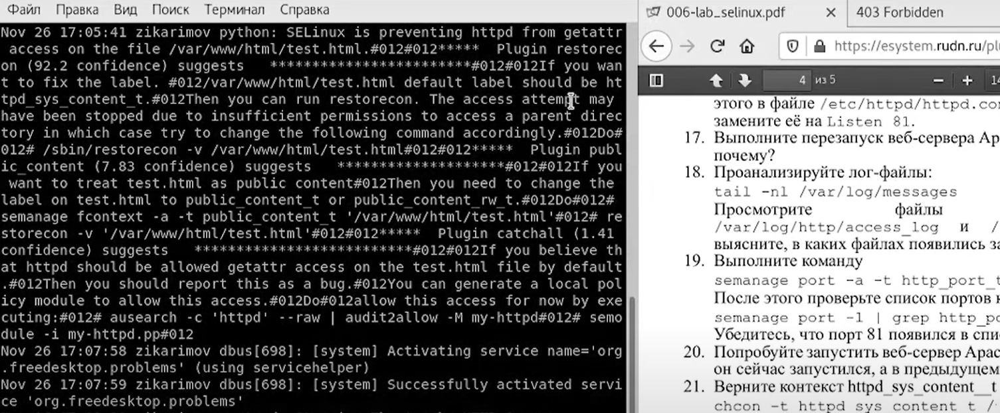 Файл Правка Вид Поиск Терминал Справка
Nov 26 17:05:41 zikarimov python: SELinux is preventing httpd from getattr
 access on the file /var/www/html/test.html.#012#012***** Plugin restorec
on (92.2 confidence) suggests ************************#012#012If you wan
t to fix the label. #012/var/www/html/test.html default label should be ht
tpd_sys_content_t.#012Then you can run restorecon. The access attempt may
have been stopped due to insufficient permissions to access a parent direc
tory in which case try to change the following command accordingly.#012Do#
012# /sbin/restorecon -v /var/www/html/test.html#012#012***** Plugin publ
ic_content (7.83 confidence) suggests ********************#012#012If you
 want to treat test.html as public content#012Then you need to change the
label on test.html to public_content_t or public_content_rw_t.#012Do#012#
semanage fcontext -a -t public_content_t '/var/www/html/test.html'#012# re
storecon -v '/var/www/html/test.html'#012#012***** Plugin catchall (1.41
confidence) suggests **************************#012#012If you believe th
at httpd should be allowed getattr access on the test.html file by default
.#012Then you should report this as a bug.#012You can generate a local pol
icy module to allow this access.#012Do#012allow this access for now by exe
cuting:#012# ausearch -c 'httpd' --raw | audit2allow -M my-httpd#012# semo
dule -i my-httpd.pp#012
Nov 26 17:07:58 zikarimov dbus[698]: [system] Activating service name='org
.freedesktop.problems' (using servicehelper)
Nov 26 17:07:59 zikarimov dbus[698]: [system] Successfully activated servi
ce 'org.freedesktop.problems'
006-lab_selinux.pdf
403 Forbidden
https://esystem.rudn.ru/plu
4 из 5
этого в файле /etc/httpd/httpd.co
замените её на Listen 81.
17. Выполните перезапуск веб-сервера Ap
почему?
18. Проанализируйте лог-файлы:
tail -nl /var/log/messages
Просмотрите файлы
/var/log/http/access_log и /
выясните, в каких файлах появились за
19. Выполните команду
semanage port -a -t http_port_t
После этого проверьте список портов к
semanage port -l | grep http_po
Убедитесь, что порт 81 появился в спи
20. Попробуйте запустить веб-сервер Apac
он сейчас запустился, а в предыдущем
21. Верните контекст httpd_sys_content__t
chcon -t httpd_sys_content_t /